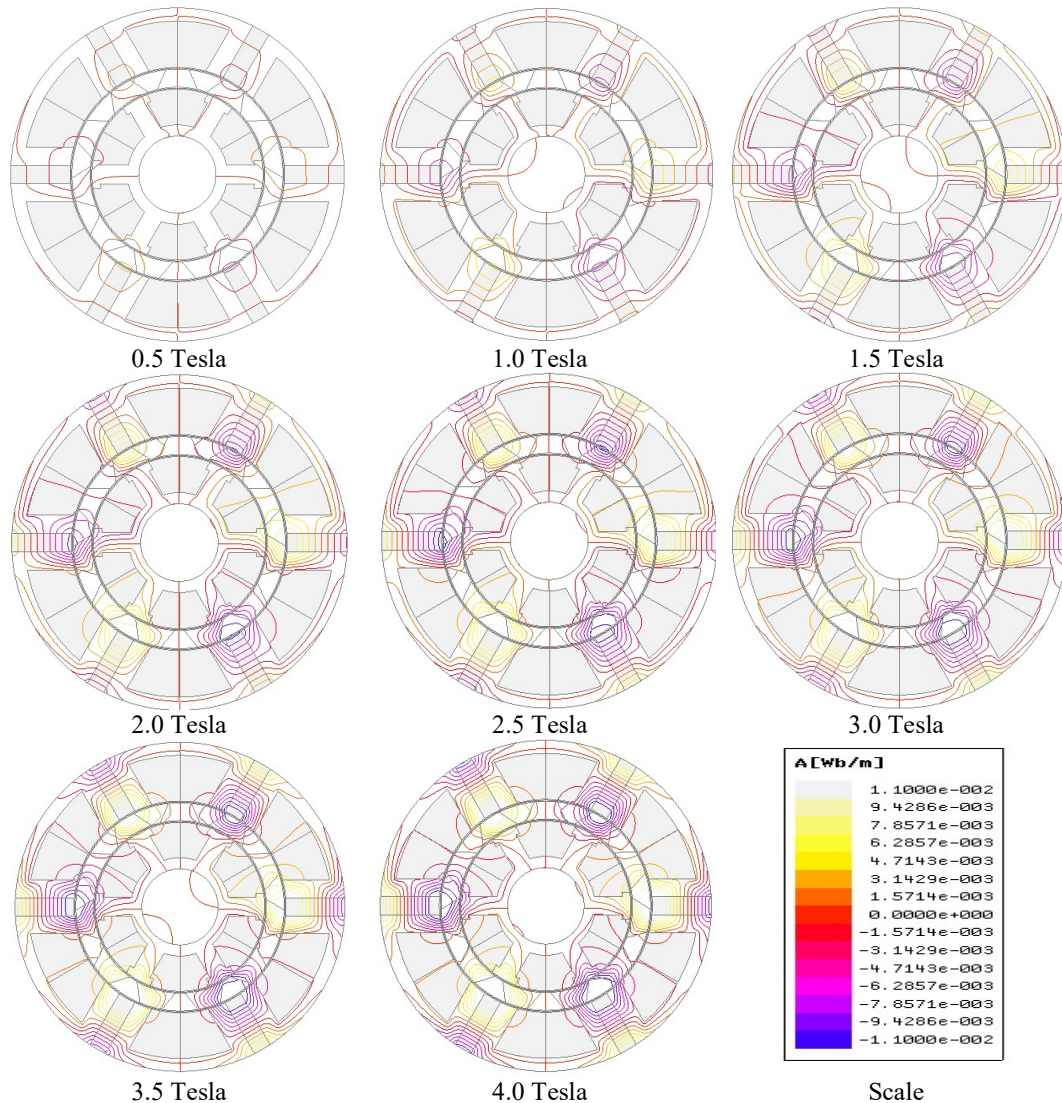 0.5 Tesla
1.0 Tesla
1.5 Tesla
2.0 Tesla
2.5 Tesla
3.0 Tesla
3.5 Tesla
4.0 Tesla
A[Wb/m]
1.1000e-002
9.4286e-003
7.8571e-003
6.2857e-003
4.7143e-003
3.1429e-003
1.5714e-003
0.0000e+000
-1.5714e-003
-3.1429e-003
-4.7143e-003
-6.2857e-003
-7.8571e-003
-9.4286e-003
-1.1000e-002
Scale